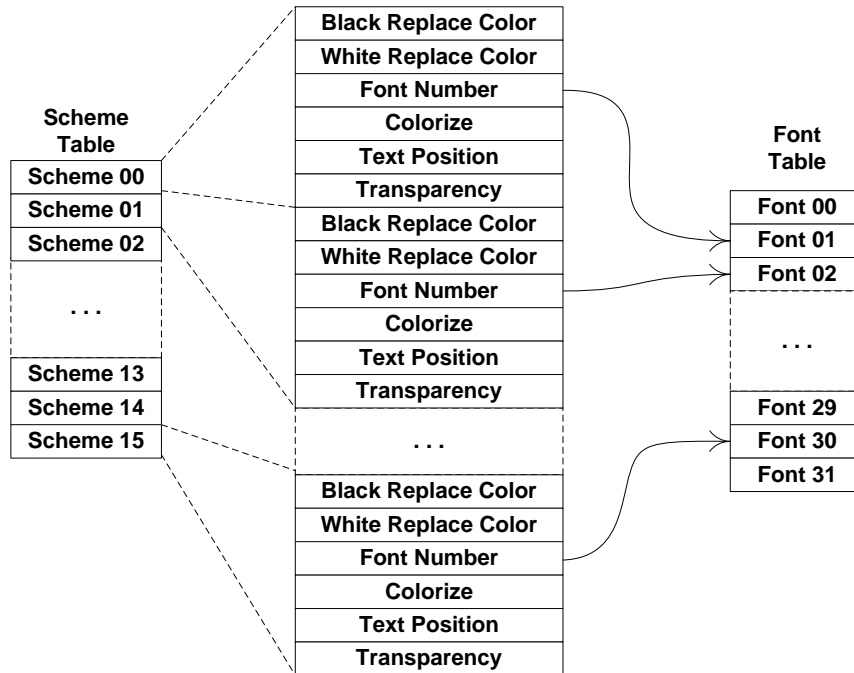 Scheme
Table
Scheme 00
Scheme 01
Scheme 02
. . .
Scheme 13
Scheme 14
Scheme 15
Black Replace Color
White Replace Color
Font Number
Colorize
Text Position
Transparency
Black Replace Color
White Replace Color
Font Number
Colorize
Text Position
Transparency
. . .
Black Replace Color
White Replace Color
Font Number
Colorize
Text Position
Transparency
Font
Table
Font 00
Font 01
Font 02
. . .
Font 29
Font 30
Font 31